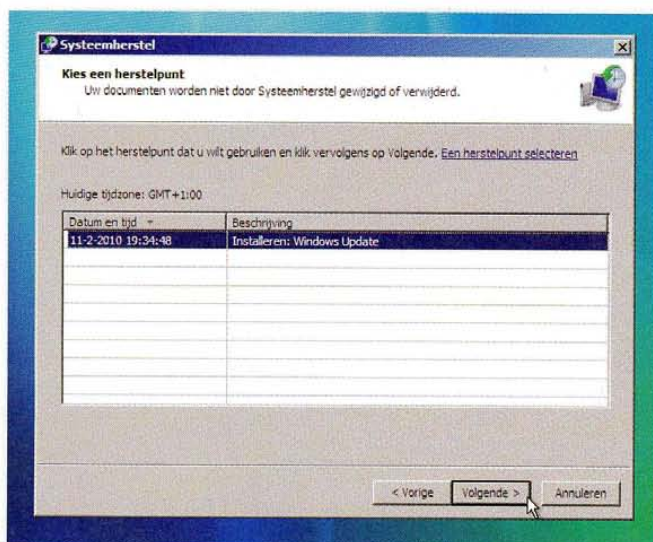 Systeemherstel
Kies een herstelpunt
Uw documenten worden niet door Systeemherstel gewijzigd of verwijderd.
Klik op het herstelpunt dat u wilt gebruiken en klik vervolgens op Volgende. Een herstelpunt selecteren
Huidige tijdzone: GMT+1:00
Datum en tijd Beschrijving
11-2-2010 19:34:48 Installeren: Windows Update
< Vorige Volgende > Annuleren